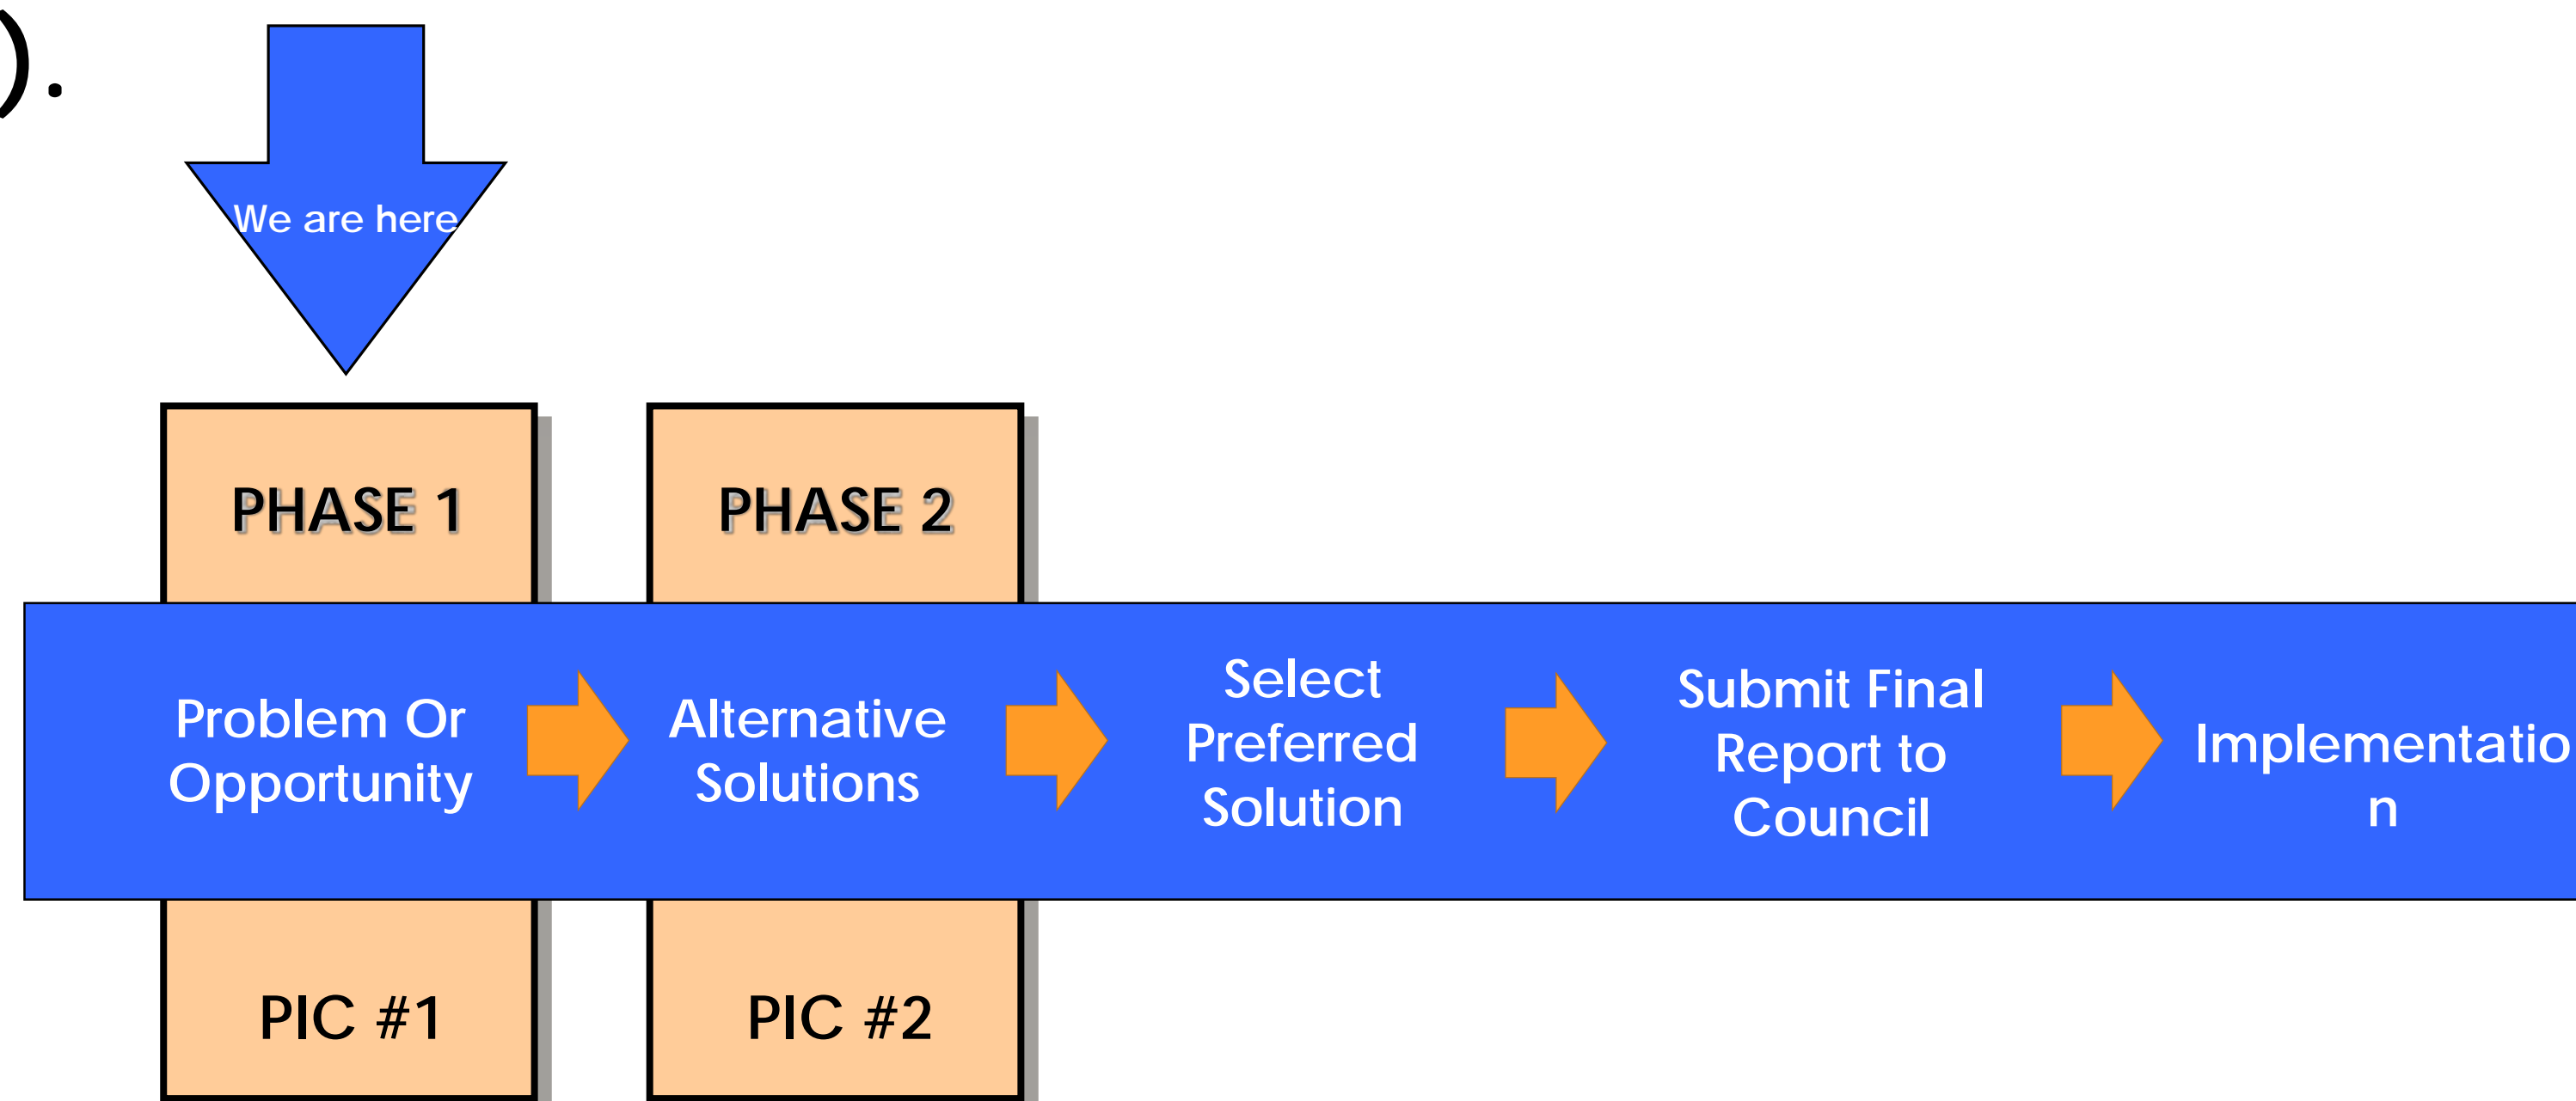 ).
We are here
PHASE 1
PHASE 2
Problem Or
Opportunity
Alternative
Solutions
Select
Preferred
Solution
Submit Final
Report to
Council
Implementatio
n
PIC #1
PIC #2